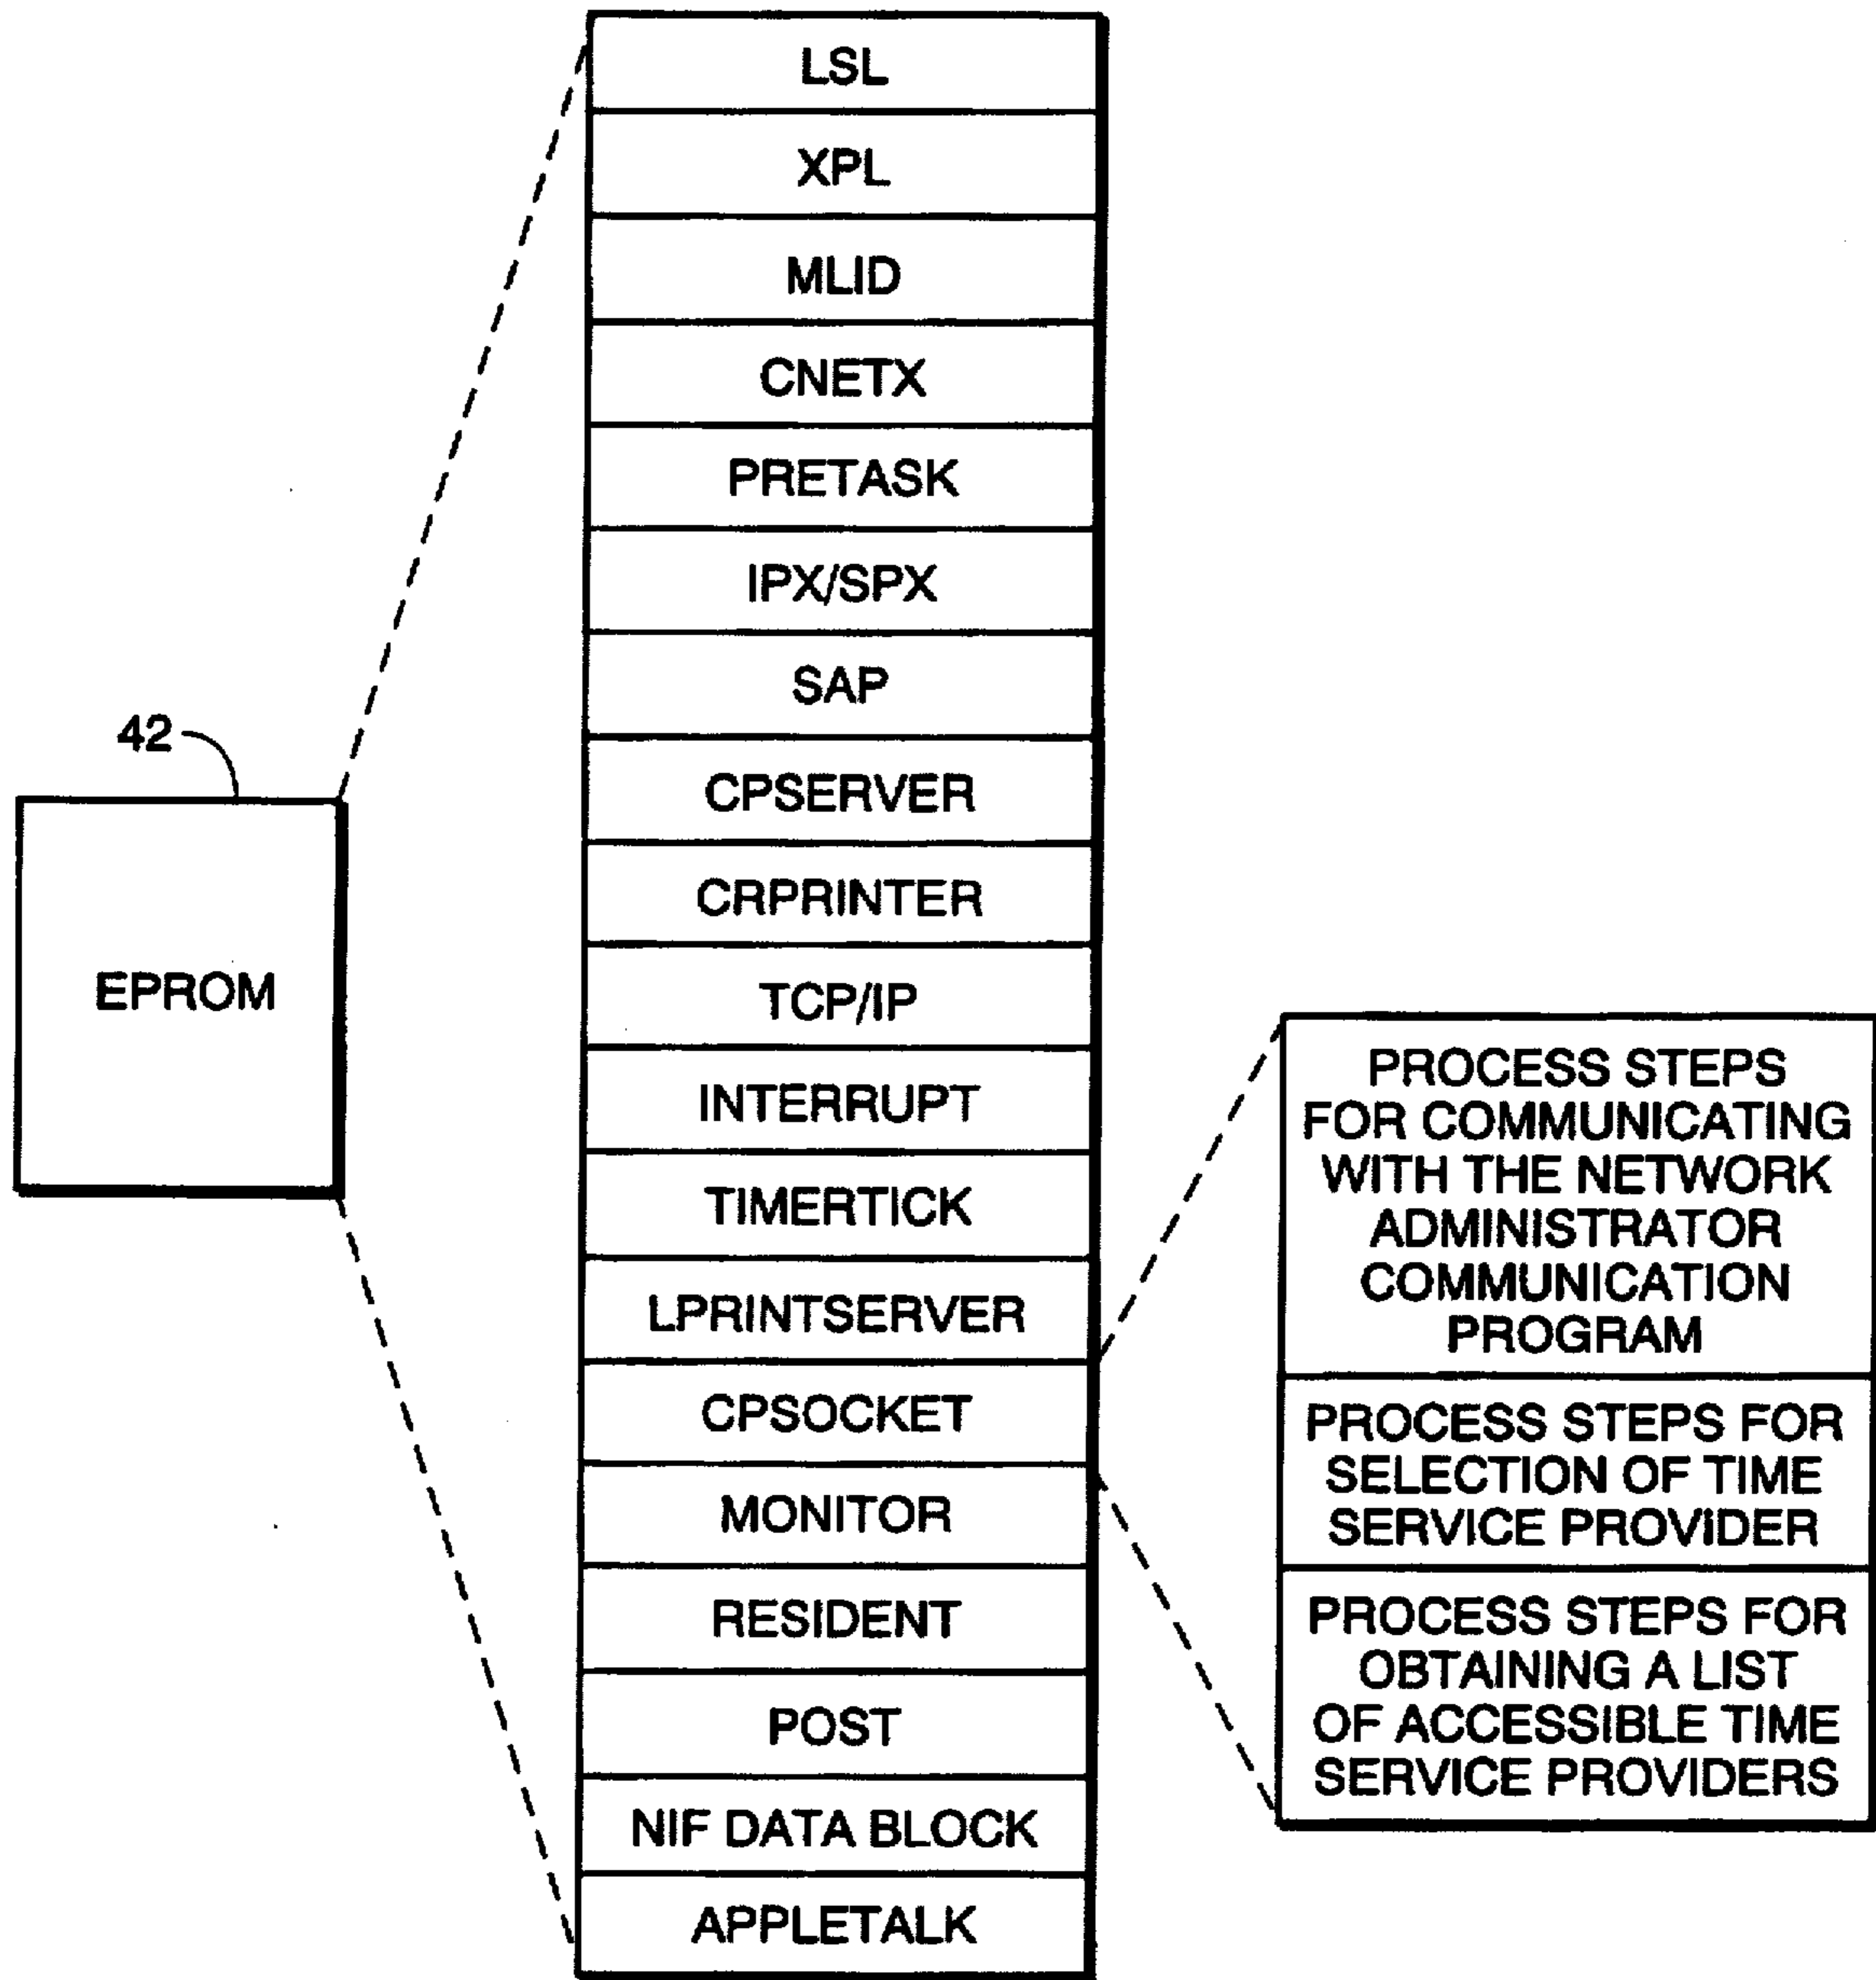 42
EPROM
LSL
XPL
MLID
CNETX
PRETASK
IPX/SPX
SAP
CPSERVER
CRPRINTER
TCP/IP
INTERRUPT
TIMERTICK
LPRINTSERVER
CPSOCKET
MONITOR
RESIDENT
POST
NIF DATA BLOCK
APPLETALK
PROCESS STEPS
FOR COMMUNICATING
WITH THE NETWORK
ADMINISTRATOR
COMMUNICATION
PROGRAM
PROCESS STEPS FOR
SELECTION OF TIME
SERVICE PROVIDER
PROCESS STEPS FOR
OBTAINING A LIST
OF ACCESSIBLE TIME
SERVICE PROVIDERS